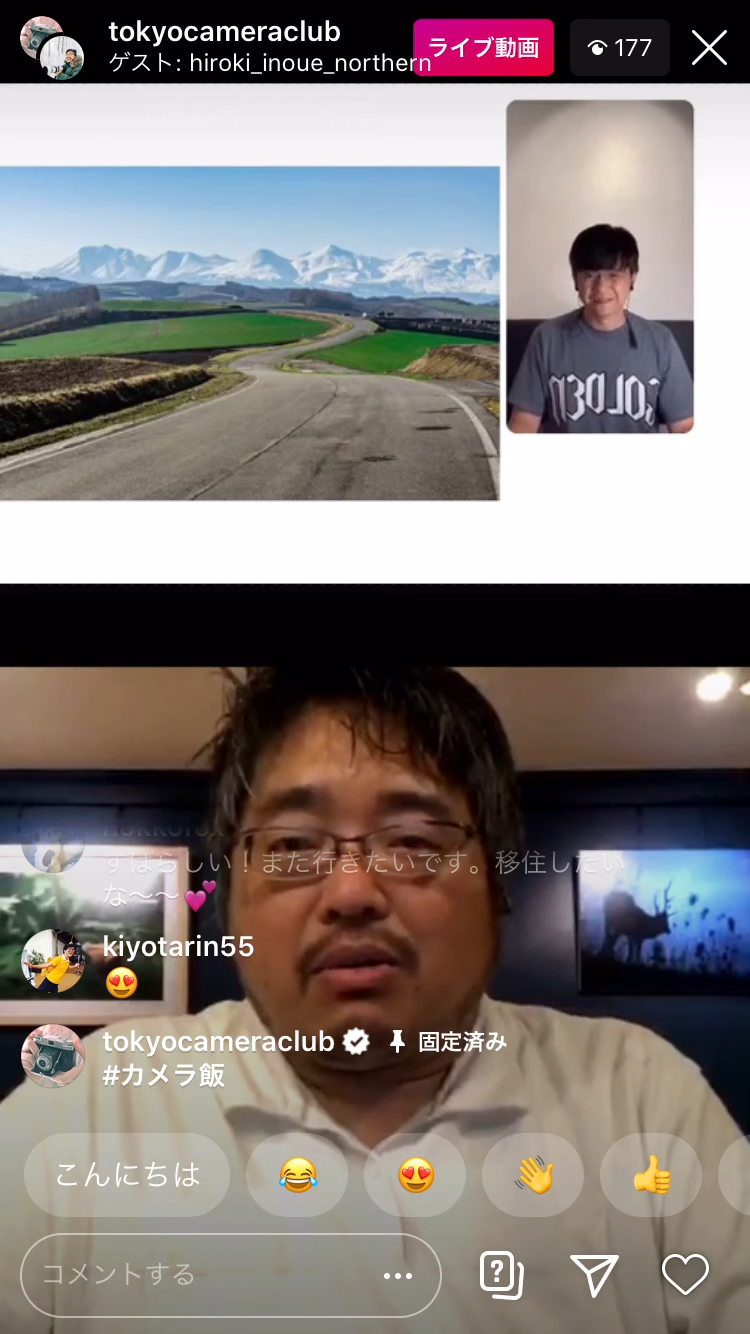 tokyocameraclub
ゲスト: hiroki_inoue_northern
ライブ動画
177
GOLDEN
すばらしい！また行きたいです。移住したい
な〜〜💕
kiyotarin55
😍
tokyocameraclub 固定済み
#カメラ飯
こんにちは 😂 😍 👋 👍
コメントする